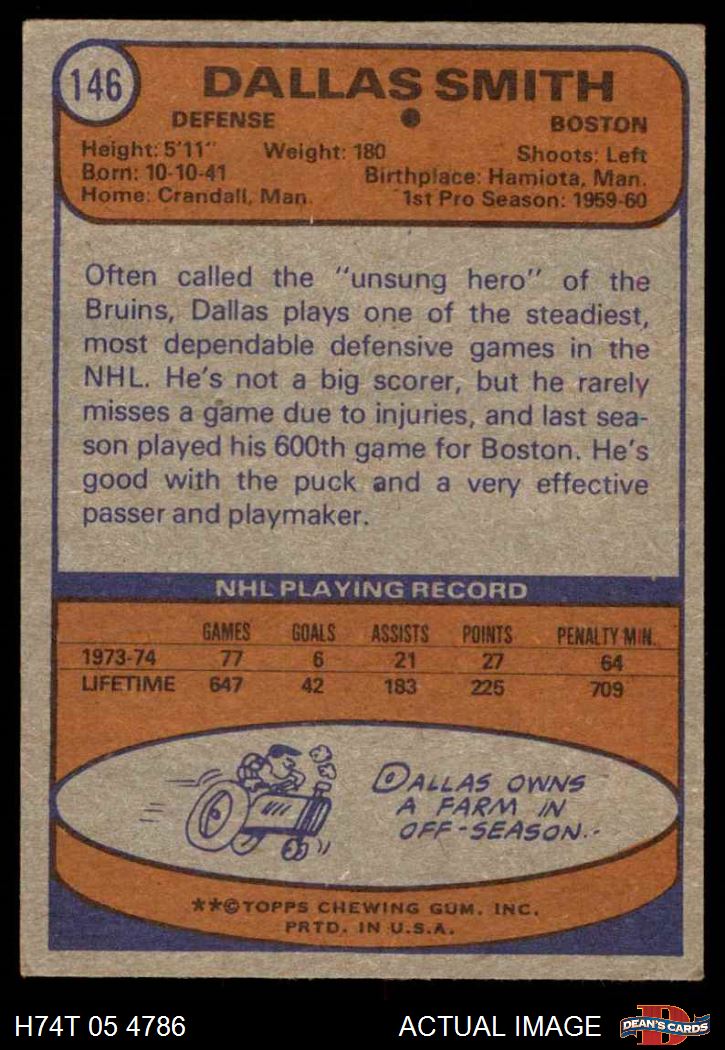 146
DALLAS SMITH
DEFENSE BOSTON
Height: 5'11" Weight: 180 Shoots: Left
Born: 10-10-41 Birthplace: Hamiota, Man.
Home: Crandall, Man. 1st Pro Season: 1959-60
Often called the "unsung hero" of the
Bruins, Dallas plays one of the steadiest,
most dependable defensive games in the
NHL. He's not a big scorer, but he rarely
misses a game due to injuries, and last sea-
son played his 600th game for Boston. He's
good with the puck and a very effective
passer and playmaker.
NHL PLAYING RECORD
GAMES GOALS ASSISTS POINTS PENALTY MIN.
1973-74 77 6 21 27 64
LIFETIME 647 42 183 225 709
DALLAS OWNS
A FARM IN
OFF-SEASON..
**©TOPPS CHEWING GUM, INC.
PRTD. IN U.S.A.
H74T 05 4786 ACTUAL IMAGE
D
DEAN'S CARDS